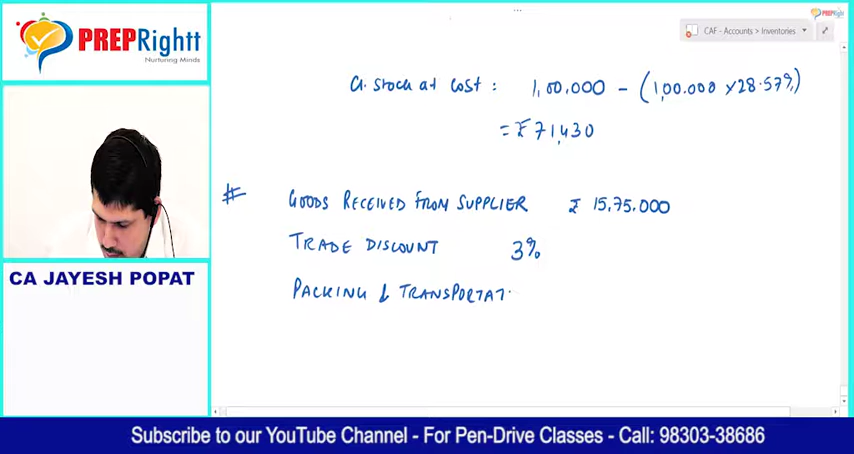 PREPRightt
Nurturing Minds
PREPRightt
CAF - Accounts > Inventories
Cl. Stock at Cost : 1,00,000 - (1,00,000 x 28.57%)
= ₹ 71,430
# GOODS RECEIVED FROM SUPPLIER ₹ 15,75,000
TRADE DISCOUNT 3%
PACKING & TRANSPORTAT
CA JAYESH POPAT
Subscribe to our YouTube Channel - For Pen-Drive Classes - Call: 98303-38686